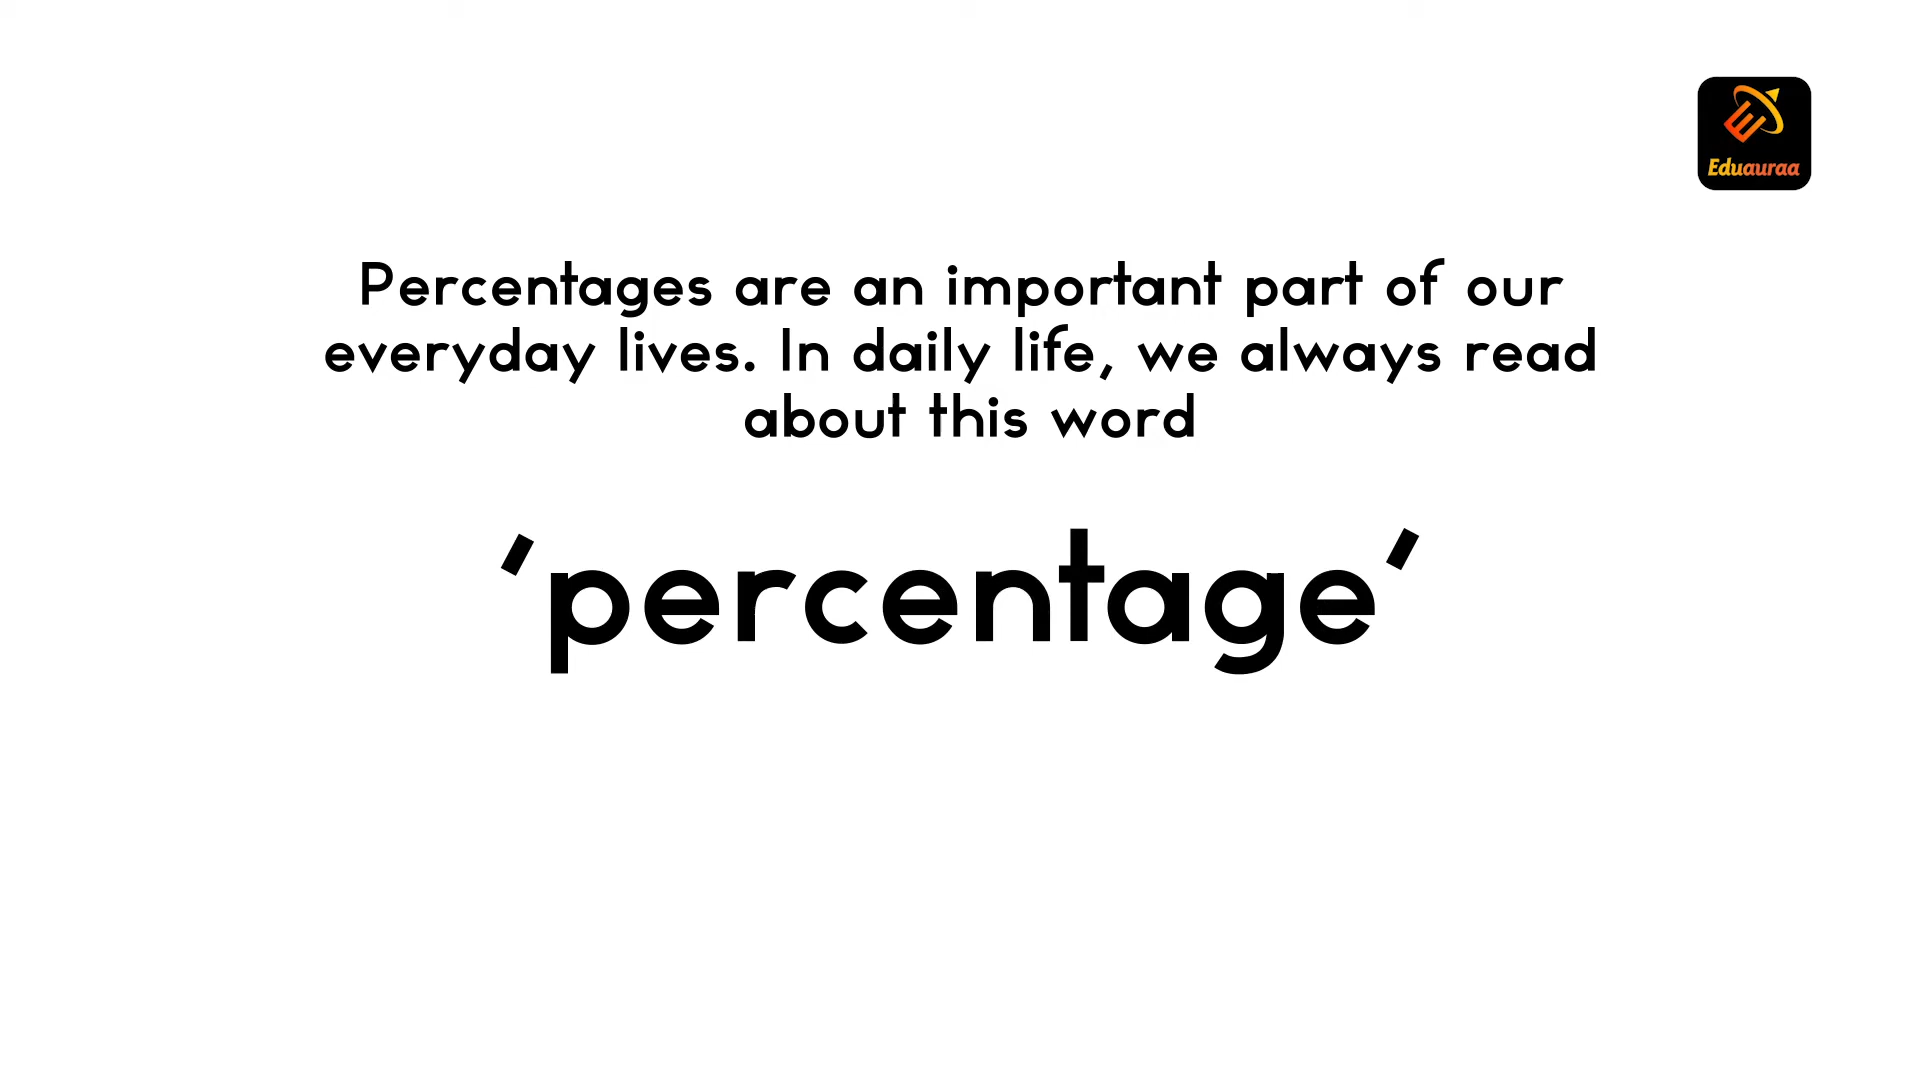 Eduauraa
Percentages are an important part of our
everyday lives. In daily life, we always read
about this word
'percentage'